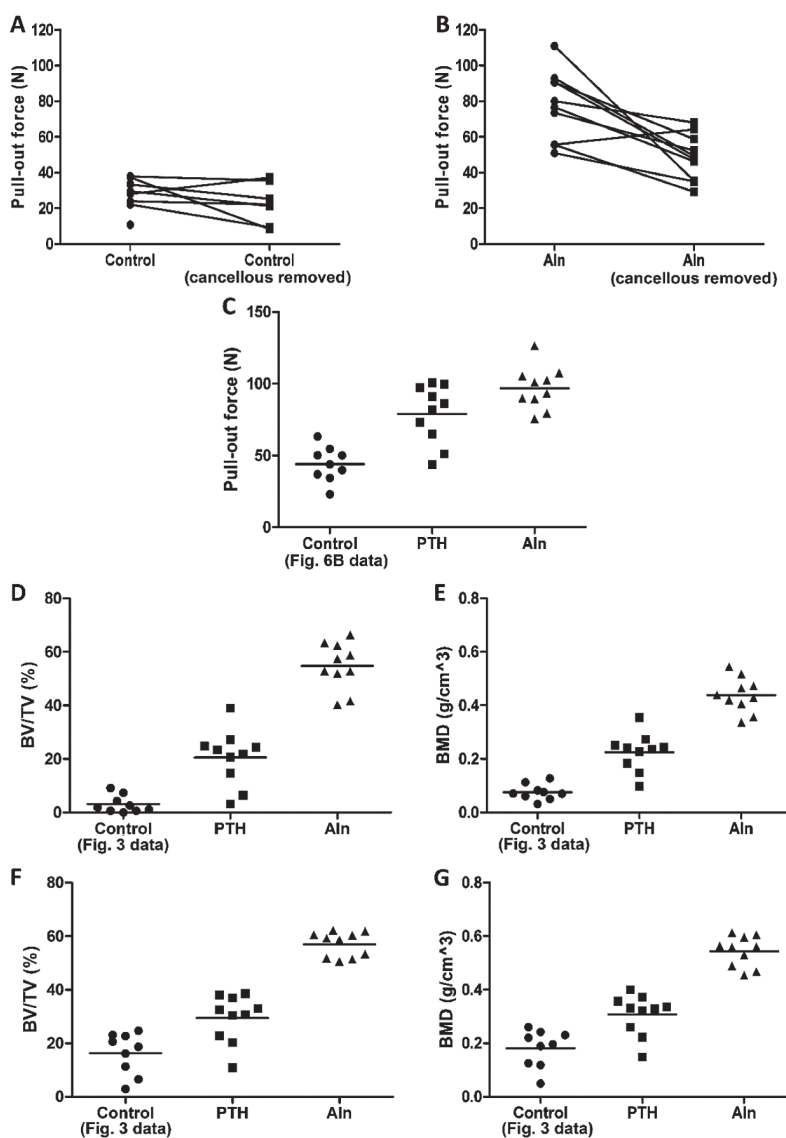 A
B
120
100
80
60
40
20
0
Pull-out force (N)
Control
Control
(cancellous removed)
120
100
80
60
40
20
0
Pull-out force (N)
Aln
Aln
(cancellous removed)
C
150
100
50
0
Pull-out force (N)
Control
(Fig. 6B data)
PTH
Aln
D
80
60
40
20
0
BV/TV (%)
Control
(Fig. 3 data)
PTH
Aln
E
0.8
0.6
0.4
0.2
0.0
BMD (g/cm^3)
Control
(Fig. 3 data)
PTH
Aln
F
80
60
40
20
0
BV/TV (%)
Control
(Fig. 3 data)
PTH
Aln
G
0.8
0.6
0.4
0.2
0.0
BMD (g/cm^3)
Control
(Fig. 3 data)
PTH
Aln